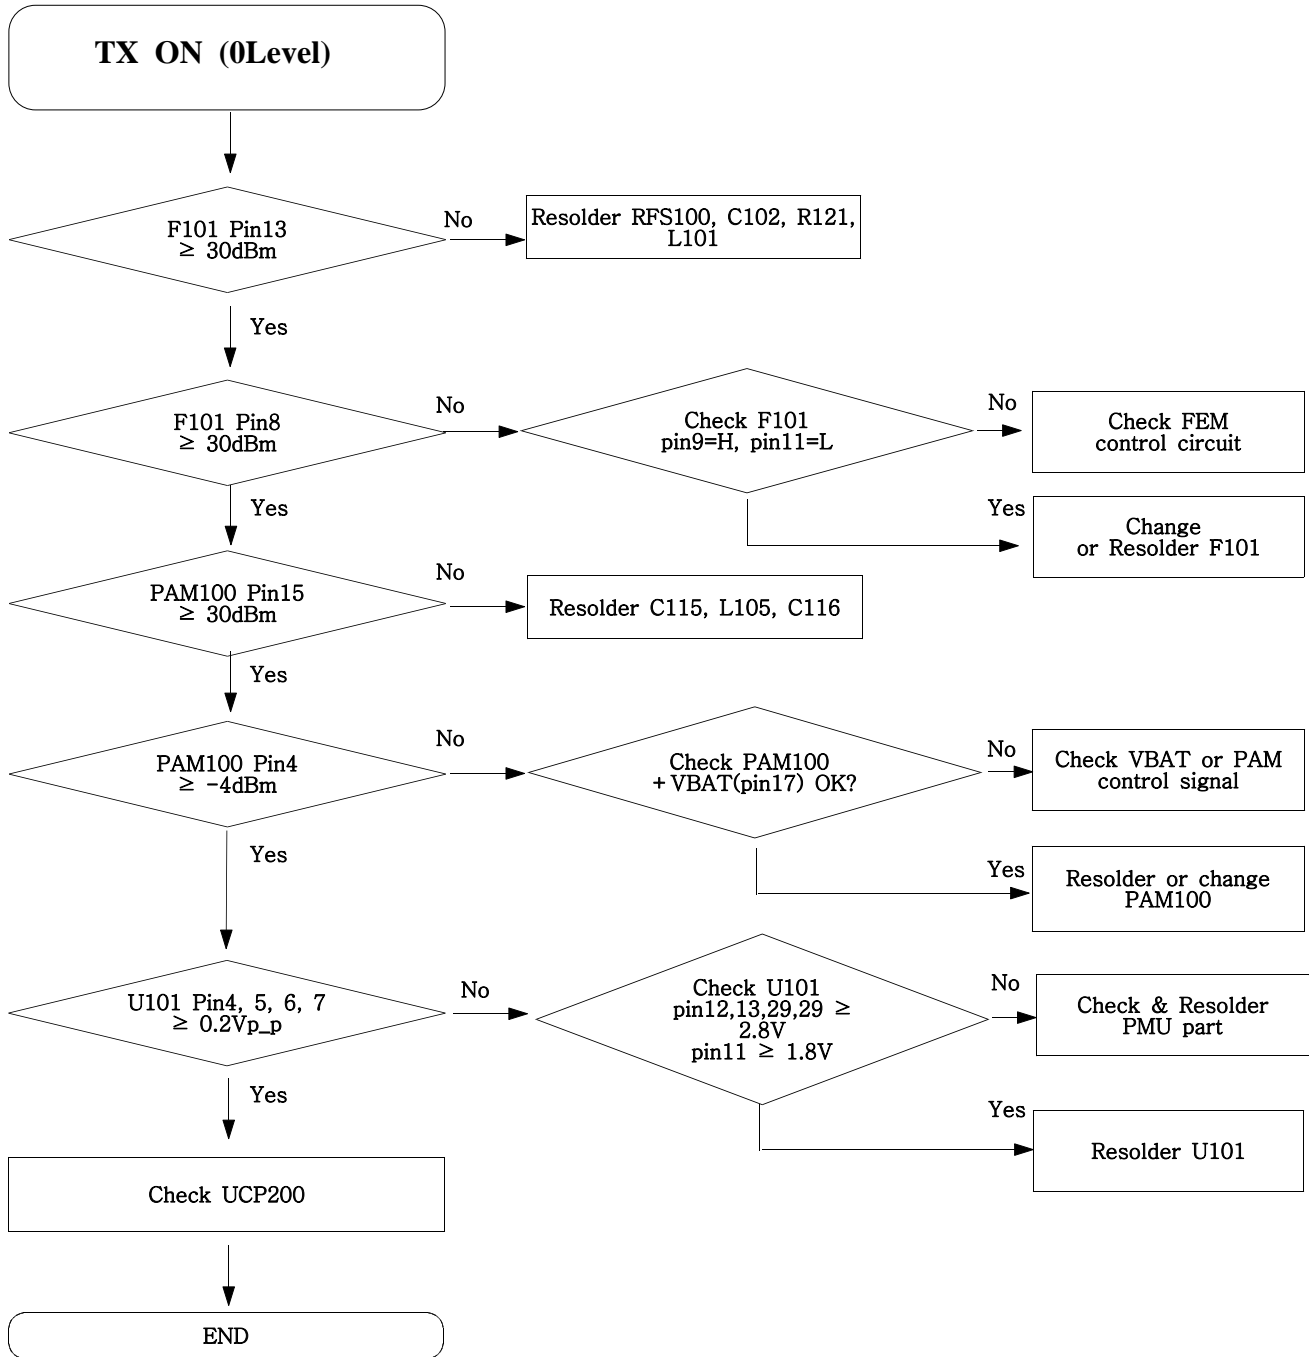 TX ON (0Level)
F101 Pin13
≥ 30dBm
No
Resolder RFS100, C102, R121,
L101
Yes
F101 Pin8
≥ 30dBm
No
Check F101
pin9=H, pin11=L
No
Check FEM
control circuit
Yes
Change
or Resolder F101
Yes
PAM100 Pin15
≥ 30dBm
No
Resolder C115, L105, C116
Yes
PAM100 Pin4
≥ -4dBm
No
Check PAM100
+VBAT(pin17) OK?
No
Check VBAT or PAM
control signal
Yes
Resolder or change
PAM100
Yes
U101 Pin4, 5, 6, 7
≥ 0.2Vp_p
No
Check U101
pin12,13,29,29 ≥
2.8V
pin11 ≥ 1.8V
No
Check & Resolder
PMU part
Yes
Resolder U101
Yes
Check UCP200
END